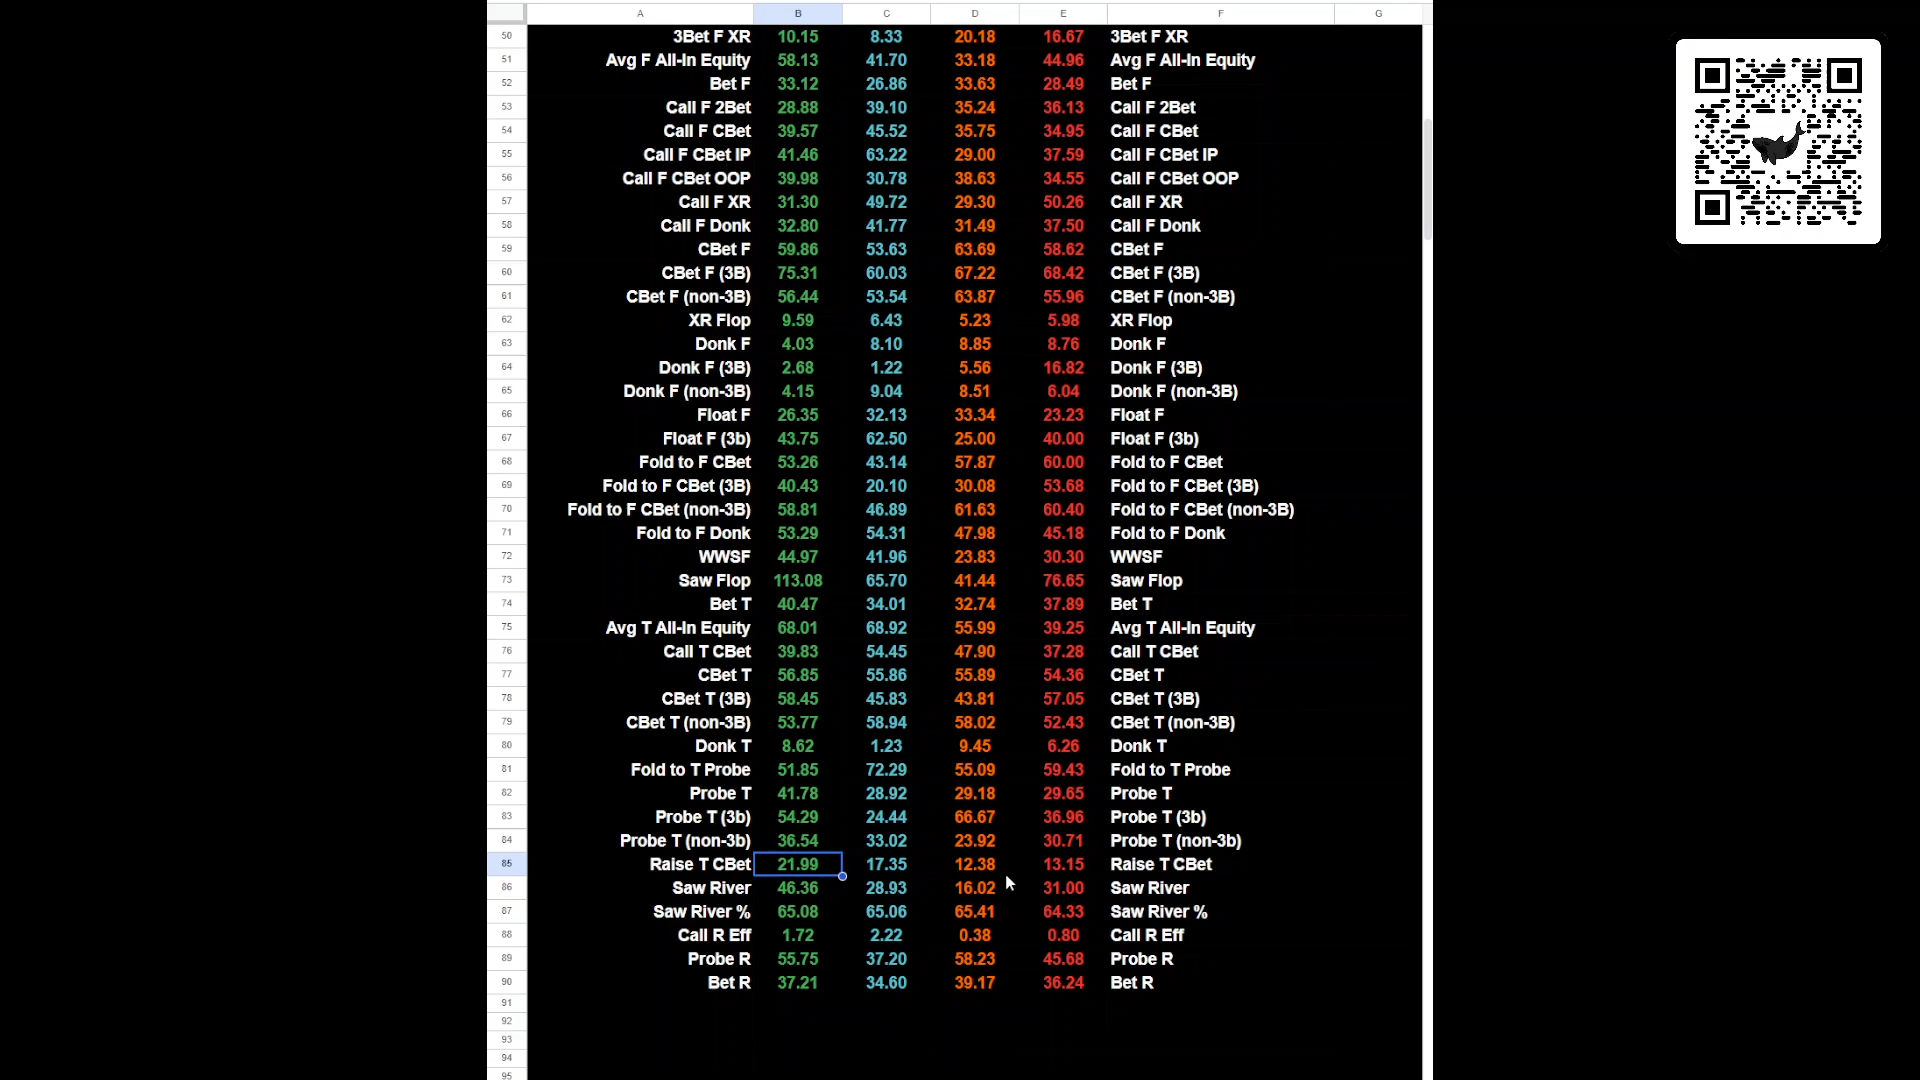 A B C D E F G
50 3Bet F XR 10.15 8.33 20.18 16.67 3Bet F XR
51 Avg F All-In Equity 58.13 41.70 33.18 44.96 Avg F All-In Equity
52 Bet F 33.12 26.86 33.63 28.49 Bet F
53 Call F 2Bet 28.88 39.10 35.24 36.13 Call F 2Bet
54 Call F CBet 39.57 45.52 35.75 34.95 Call F CBet
55 Call F CBet IP 41.46 63.22 29.00 37.59 Call F CBet IP
56 Call F CBet OOP 39.98 30.78 38.63 34.55 Call F CBet OOP
57 Call F XR 31.30 49.72 29.30 50.26 Call F XR
58 Call F Donk 32.80 41.77 31.49 37.50 Call F Donk
59 CBet F 59.86 53.63 63.69 58.62 CBet F
60 CBet F (3B) 75.31 60.03 67.22 68.42 CBet F (3B)
61 CBet F (non-3B) 56.44 53.54 63.87 55.96 CBet F (non-3B)
62 XR Flop 9.59 6.43 5.23 5.98 XR Flop
63 Donk F 4.03 8.10 8.85 8.76 Donk F
64 Donk F (3B) 2.68 1.22 5.56 16.82 Donk F (3B)
65 Donk F (non-3B) 4.15 9.04 8.51 6.04 Donk F (non-3B)
66 Float F 26.35 32.13 33.34 23.23 Float F
67 Float F (3b) 43.75 62.50 25.00 40.00 Float F (3b)
68 Fold to F CBet 53.26 43.14 57.87 60.00 Fold to F CBet
69 Fold to F CBet (3B) 40.43 20.10 30.08 53.68 Fold to F CBet (3B)
70 Fold to F CBet (non-3B) 58.81 46.89 61.63 60.40 Fold to F CBet (non-3B)
71 Fold to F Donk 53.29 54.31 47.98 45.18 Fold to F Donk
72 WWSF 44.97 41.96 23.83 30.30 WWSF
73 Saw Flop 113.08 65.70 41.44 76.65 Saw Flop
74 Bet T 40.47 34.01 32.74 37.89 Bet T
75 Avg T All-In Equity 68.01 68.92 55.99 39.25 Avg T All-In Equity
76 Call T CBet 39.83 54.45 47.90 37.28 Call T CBet
77 CBet T 56.85 55.86 55.89 54.36 CBet T
78 CBet T (3B) 58.45 45.83 43.81 57.05 CBet T (3B)
79 CBet T (non-3B) 53.77 58.94 58.02 52.43 CBet T (non-3B)
80 Donk T 8.62 1.23 9.45 6.26 Donk T
81 Fold to T Probe 51.85 72.29 55.09 59.43 Fold to T Probe
82 Probe T 41.78 28.92 29.18 29.65 Probe T
83 Probe T (3b) 54.29 24.44 66.67 36.96 Probe T (3b)
84 Probe T (non-3b) 36.54 33.02 23.92 30.71 Probe T (non-3b)
85 Raise T CBet 21.99 17.35 12.38 13.15 Raise T CBet
86 Saw River 46.36 28.93 16.02 31.00 Saw River
87 Saw River % 65.08 65.06 65.41 64.33 Saw River %
88 Call R Eff 1.72 2.22 0.38 0.80 Call R Eff
89 Probe R 55.75 37.20 58.23 45.68 Probe R
90 Bet R 37.21 34.60 39.17 36.24 Bet R
91
92
93
94
95